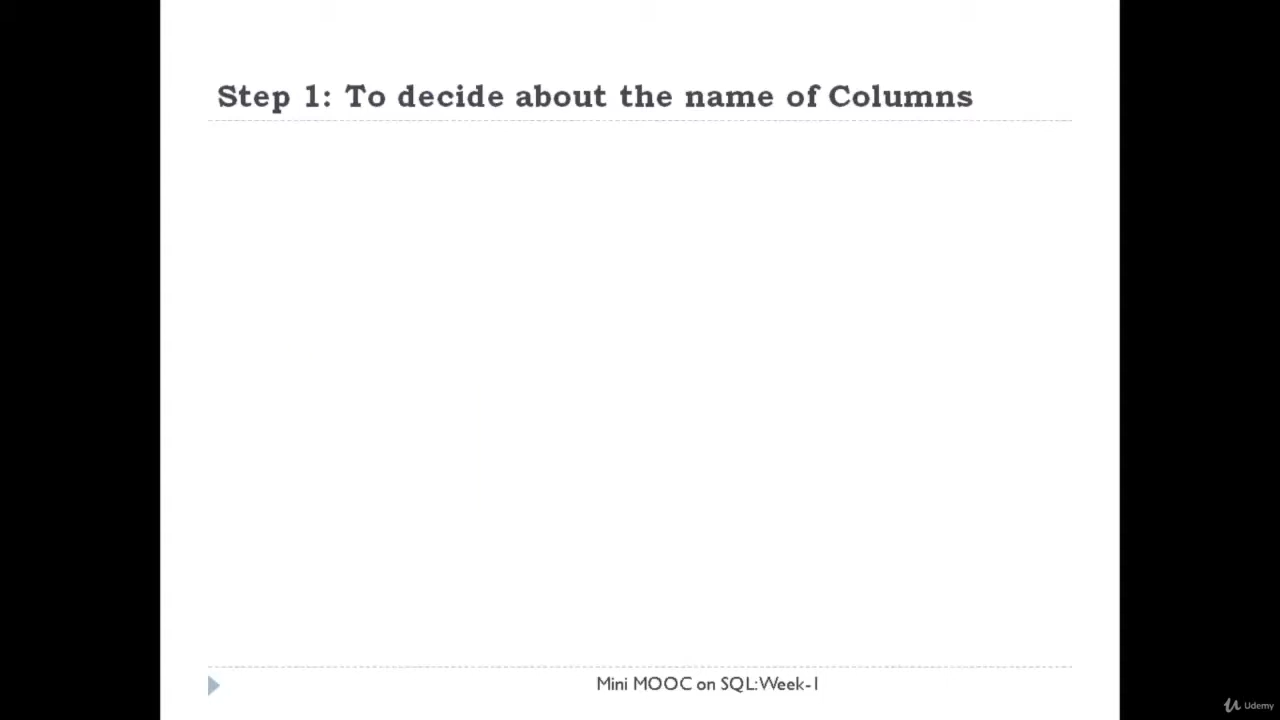 Step 1: To decide about the name of Columns
Mini MOOC on SQL:Week-1
Udemy